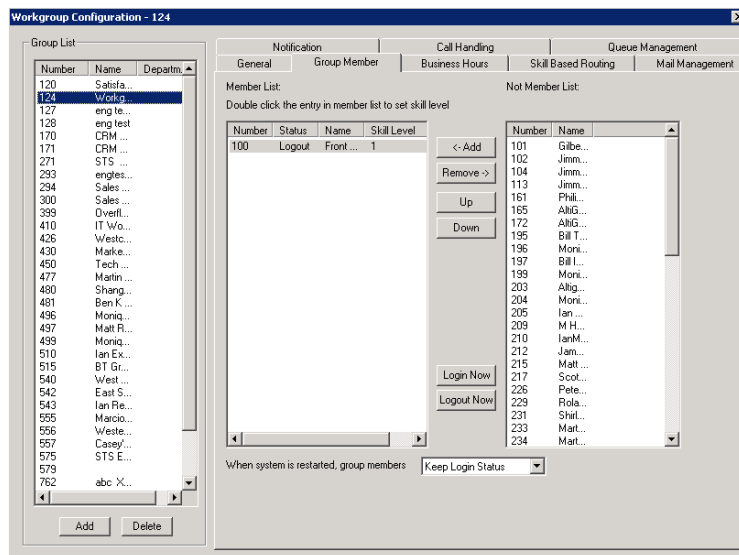 Workgroup Configuration - 124
Group List
Number Name Departm.
120 Satisfa...
124 Workg...
127 eng te...
128 eng test
170 CRM ...
171 CRM ...
271 STS ...
293 engtes...
294 Sales ...
300 Sales ...
399 Overfl...
410 IT Wo...
426 Westc...
430 Marke...
450 Tech ...
477 Martin ...
480 Shang...
481 Ben K ...
496 Moniq...
497 Matt R...
499 Moniq...
510 Ian Ex...
515 BT Gr...
540 West ...
542 East S...
543 Ian Re...
555 Marcio...
556 Weste...
557 Casey'...
575 STS E...
579
762 abc X...
Add Delete
Notification Call Handling Queue Management
General Group Member Business Hours Skill Based Routing Mail Management
Member List:
Double click the entry in member list to set skill level
Number Status Name Skill Level
100 Logout Front ... 1
<- Add
Remove ->
Up
Down
Login Now
Logout Now
Not Member List:
Number Name
101 Gilbe...
102 Jimm...
104 Jimm...
113 Jimm...
161 Phili...
165 AltiG...
172 AltiG...
195 Bill T...
196 Moni...
197 Bill I...
199 Moni...
203 Altig...
204 Moni...
205 Ian ...
209 M H...
210 IanM...
212 Jam...
215 Matt ...
217 Scot...
226 Pete...
229 Rola...
231 Shirl...
233 Mart...
234 Mart...
When system is restarted, group members Keep Login Status